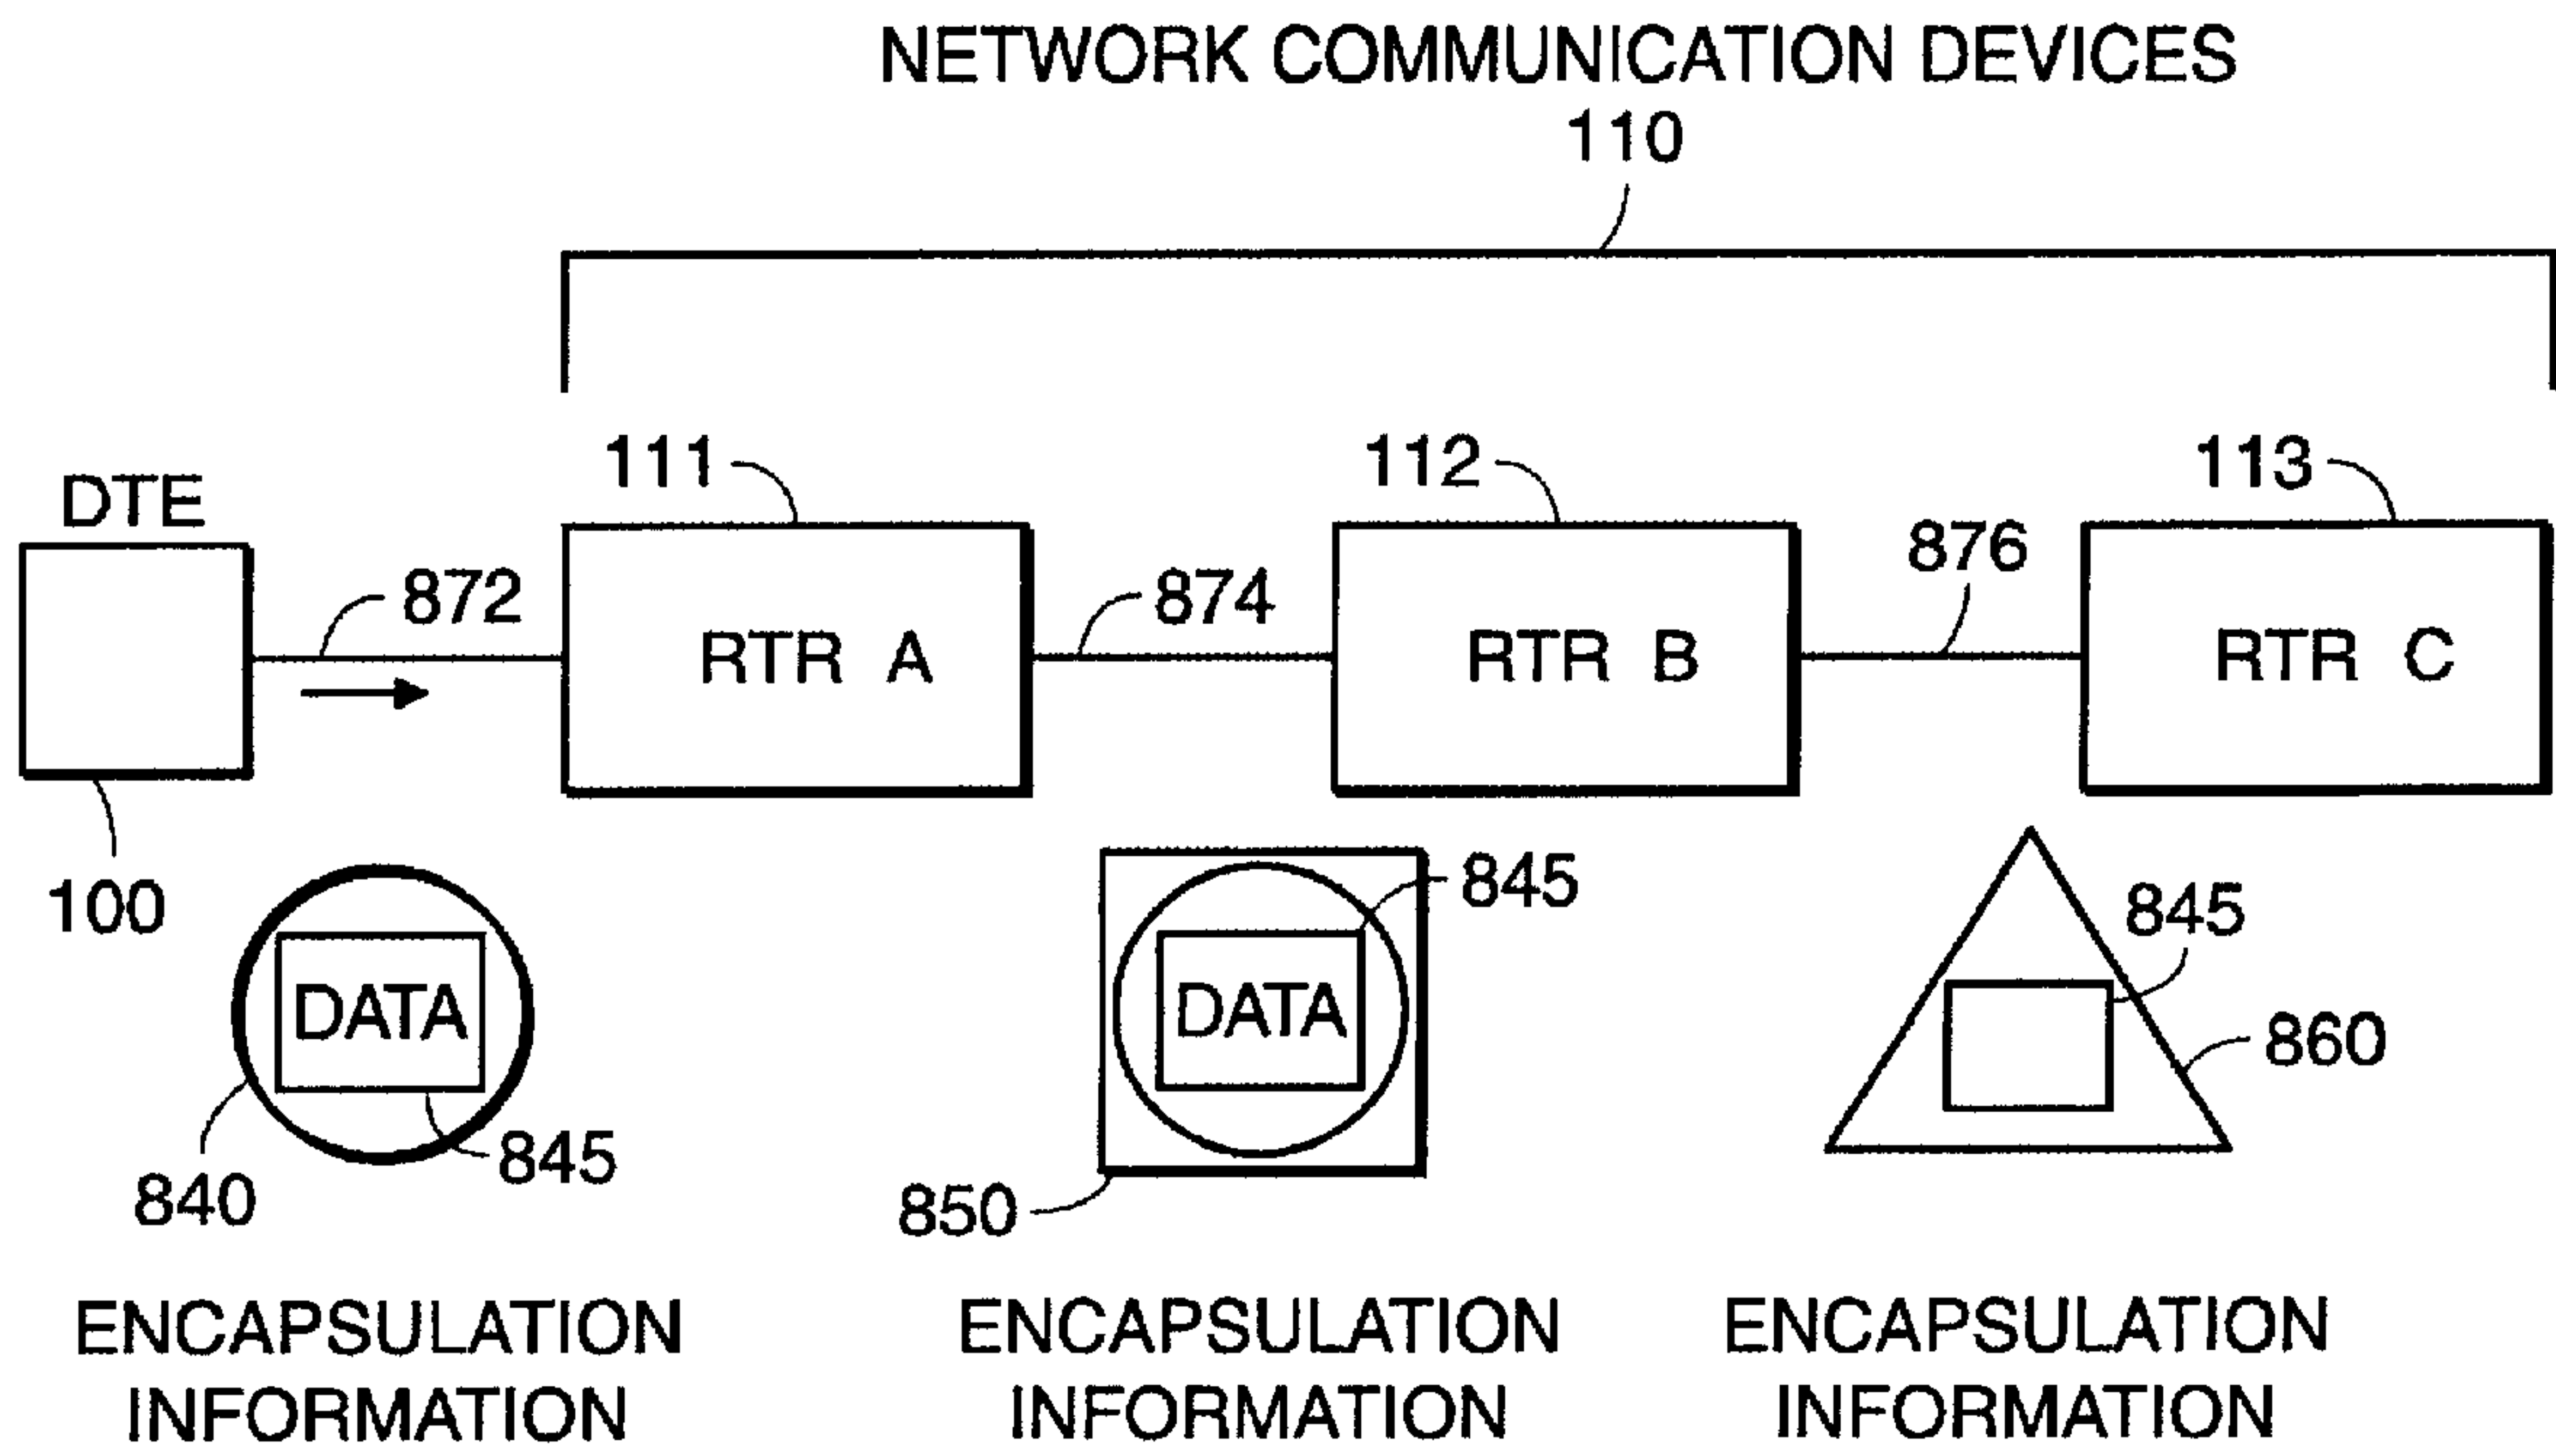 NETWORK COMMUNICATION DEVICES
110
111
112
113
DTE
872
874
876
RTR A
RTR B
RTR C
100
DATA
845
840
DATA
845
850
845
860
ENCAPSULATION
INFORMATION
ENCAPSULATION
INFORMATION
ENCAPSULATION
INFORMATION